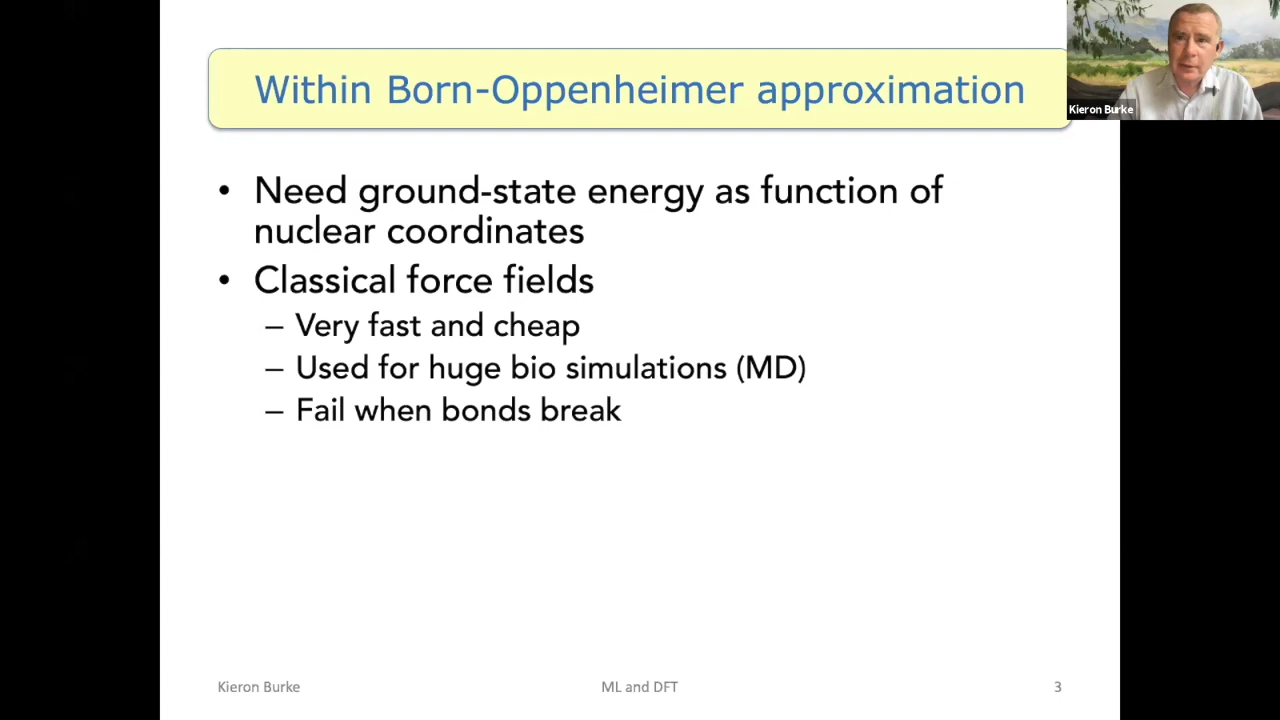 Within Born-Oppenheimer approximation
Kieron Burke
• Need ground-state energy as function of
nuclear coordinates
• Classical force fields
– Very fast and cheap
– Used for huge bio simulations (MD)
– Fail when bonds break
Kieron Burke
ML and DFT
3